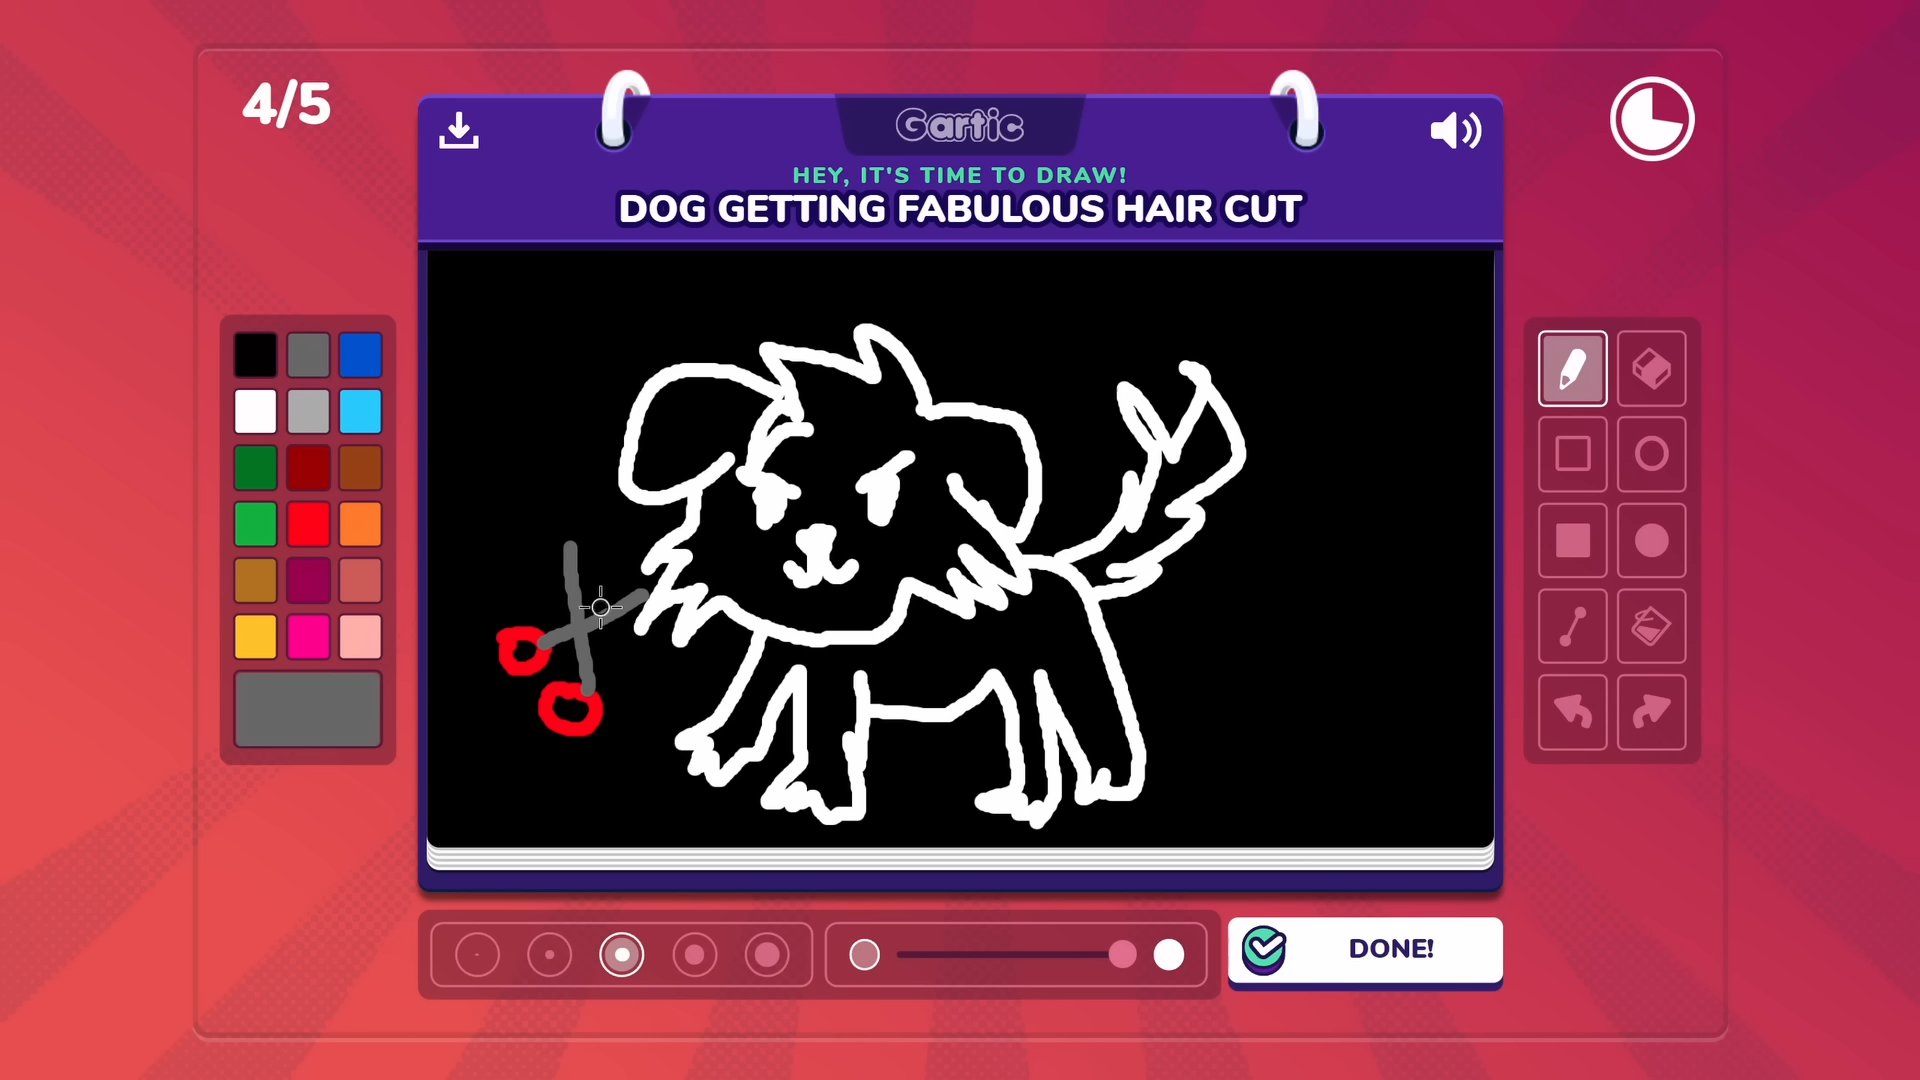 4/5
Gartic
HEY, IT'S TIME TO DRAW!
DOG GETTING FABULOUS HAIR CUT
DONE!